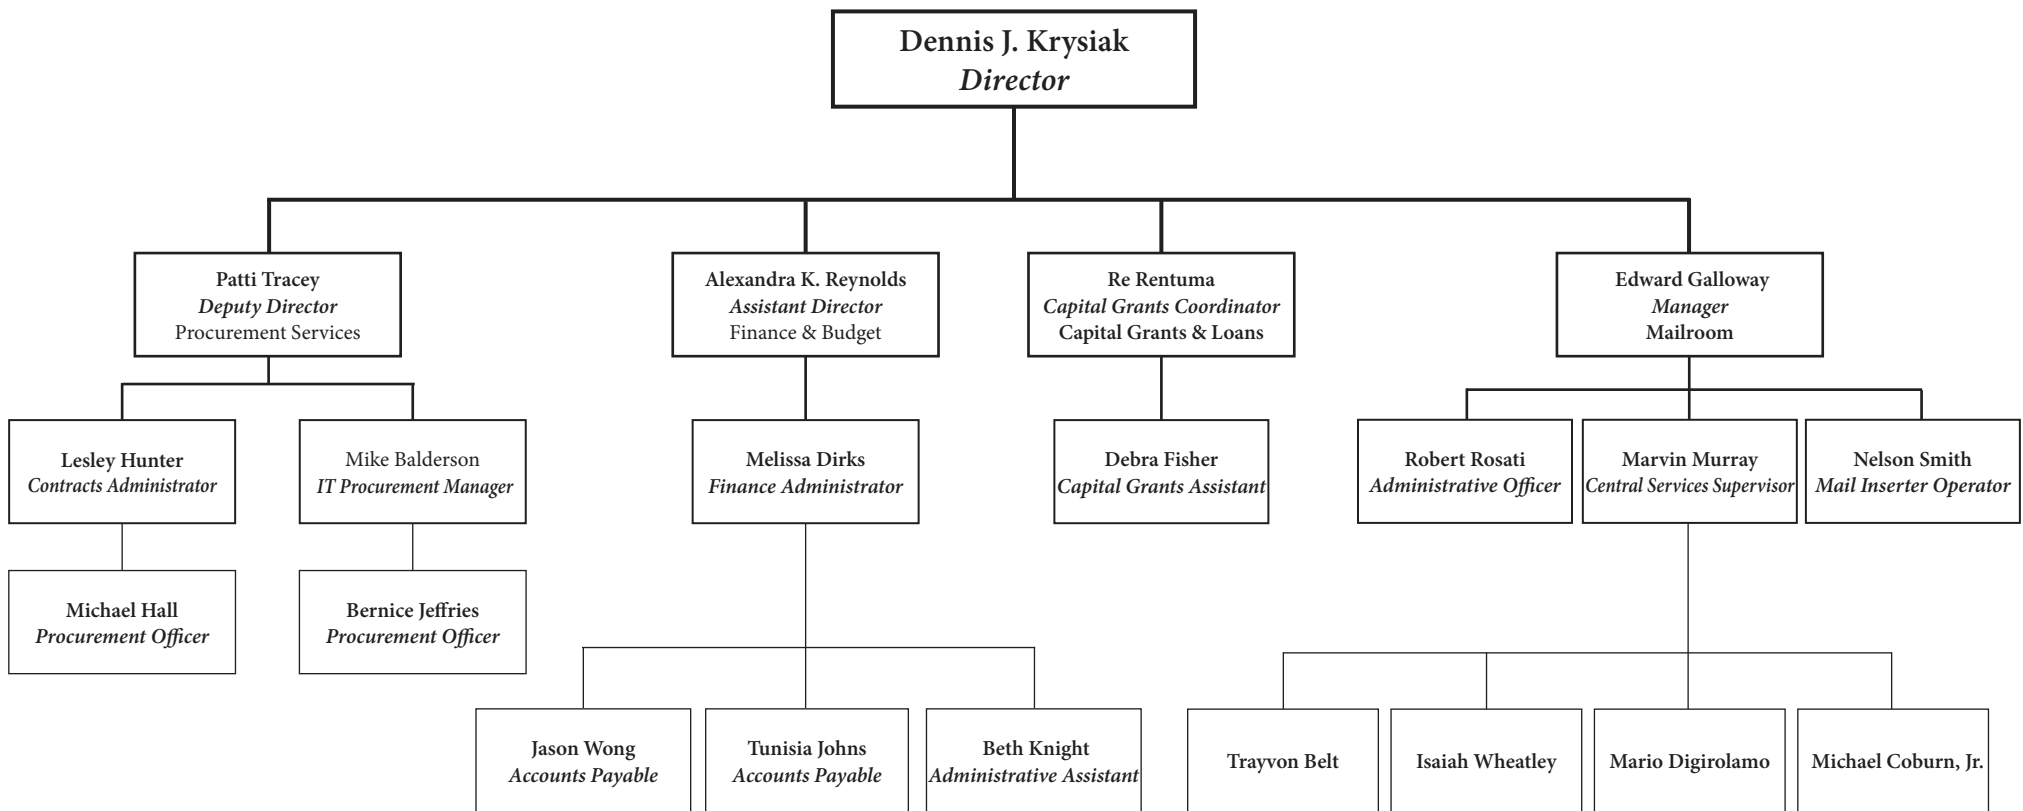 Dennis J. Krysiak
Director
Patti Tracey
Deputy Director
Procurement Services
Alexandra K. Reynolds
Assistant Director
Finance & Budget
Re Rentuma
Capital Grants Coordinator
Capital Grants & Loans
Edward Galloway
Manager
Mailroom
Lesley Hunter
Contracts Administrator
Mike Balderson
IT Procurement Manager
Melissa Dirks
Finance Administrator
Debra Fisher
Capital Grants Assistant
Robert Rosati
Administrative Officer
Marvin Murray
Central Services Supervisor
Nelson Smith
Mail Inserter Operator
Michael Hall
Procurement Officer
Bernice Jeffries
Procurement Officer
Jason Wong
Accounts Payable
Tunisia Johns
Accounts Payable
Beth Knight
Administrative Assistant
Trayvon Belt
Isaiah Wheatley
Mario Digirolamo
Michael Coburn, Jr.